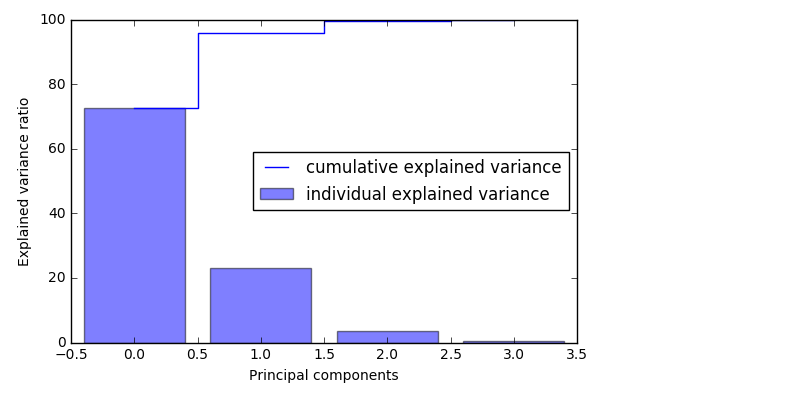 100
80
60
40
20
0
Explained variance ratio
cumulative explained variance
individual explained variance
−0.5 0.0 0.5 1.0 1.5 2.0 2.5 3.0 3.5
Principal components